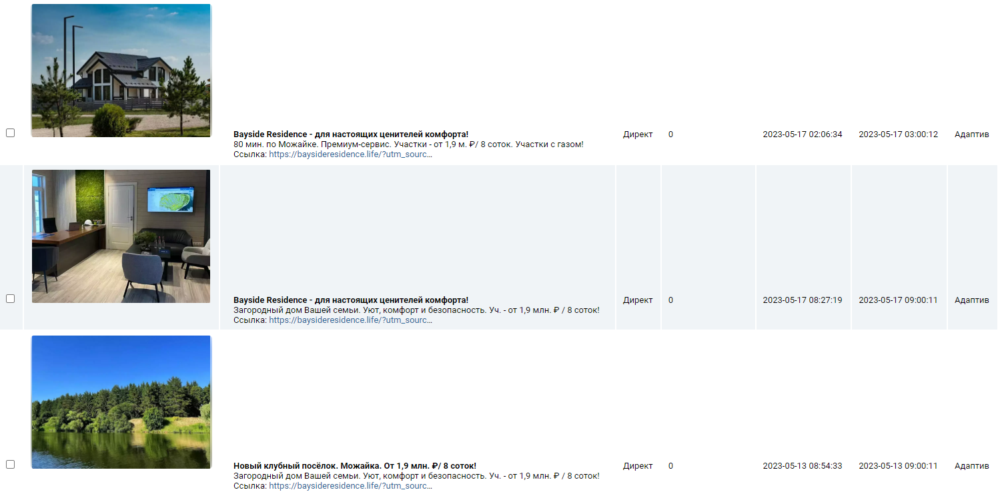 Bayside Residence - для настоящих ценителей комфорта!
80 мин. по Можайке. Премиум-сервис. Участки - от 1,9 м. ₽/ 8 соток. Участки с газом!
Ссылка: https://baysideresidence.life/?utm_sourc...
Директ 0 2023-05-17 02:06:34 2023-05-17 03:00:12 Адаптив
Bayside Residence - для настоящих ценителей комфорта!
Загородный дом Вашей семьи. Уют, комфорт и безопасность. Уч. - от 1,9 млн. ₽ / 8 соток!
Ссылка: https://baysideresidence.life/?utm_sourc...
Директ 0 2023-05-17 08:27:19 2023-05-17 09:00:11 Адаптив
Новый клубный посёлок. Можайка. От 1,9 млн. ₽/ 8 соток!
Загородный дом Вашей семьи. Уют, комфорт и безопасность. Уч. - от 1,9 млн. ₽ / 8 соток!
Ссылка: https://baysideresidence.life/?utm_sourc...
Директ 0 2023-05-13 08:54:33 2023-05-13 09:00:11 Адаптив